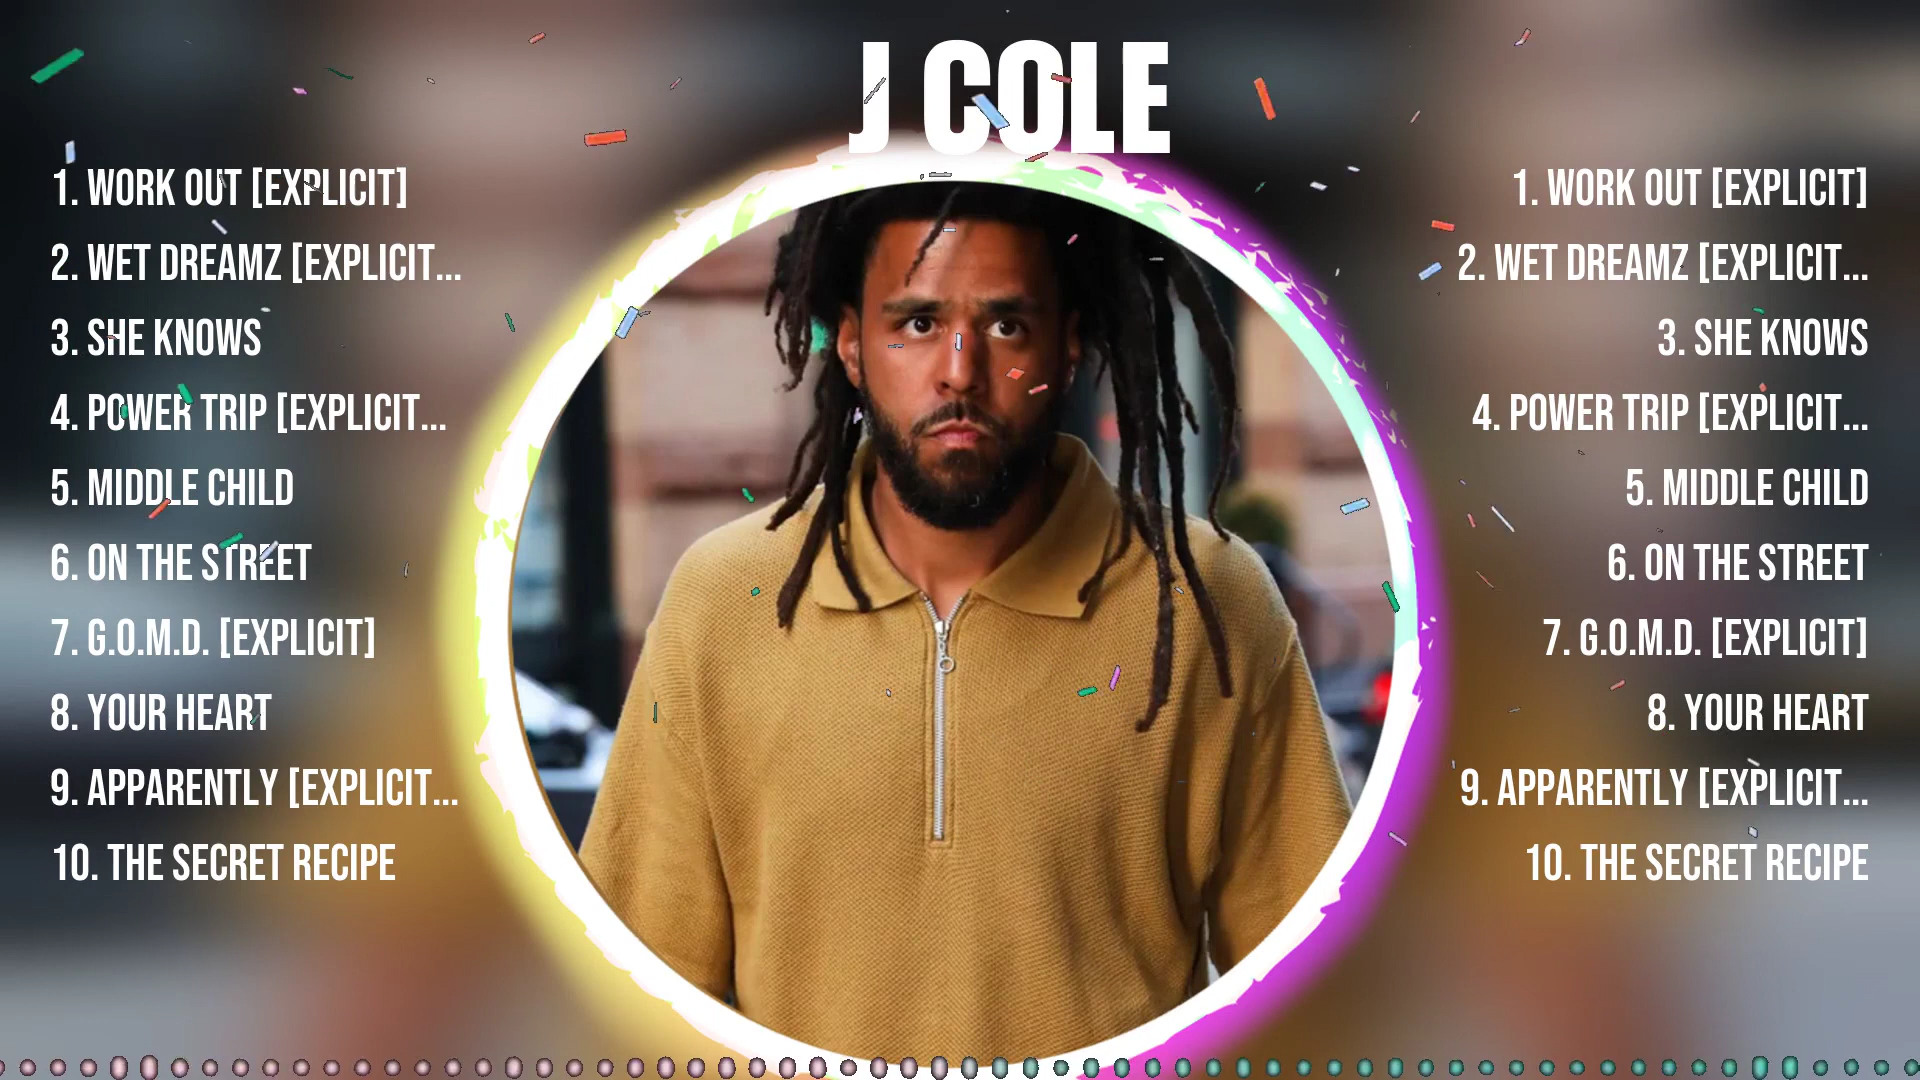 J COLE
1. WORK OUT [EXPLICIT]
2. WET DREAMZ [EXPLICIT...
3. SHE KNOWS
4. POWER TRIP [EXPLICIT...
5. MIDDLE CHILD
6. ON THE STREET
7. G.O.M.D. [EXPLICIT]
8. YOUR HEART
9. APPARENTLY [EXPLICIT...
10. THE SECRET RECIPE
1. WORK OUT [EXPLICIT]
2. WET DREAMZ [EXPLICIT...
3. SHE KNOWS
4. POWER TRIP [EXPLICIT...
5. MIDDLE CHILD
6. ON THE STREET
7. G.O.M.D. [EXPLICIT]
8. YOUR HEART
9. APPARENTLY [EXPLICIT...
10. THE SECRET RECIPE